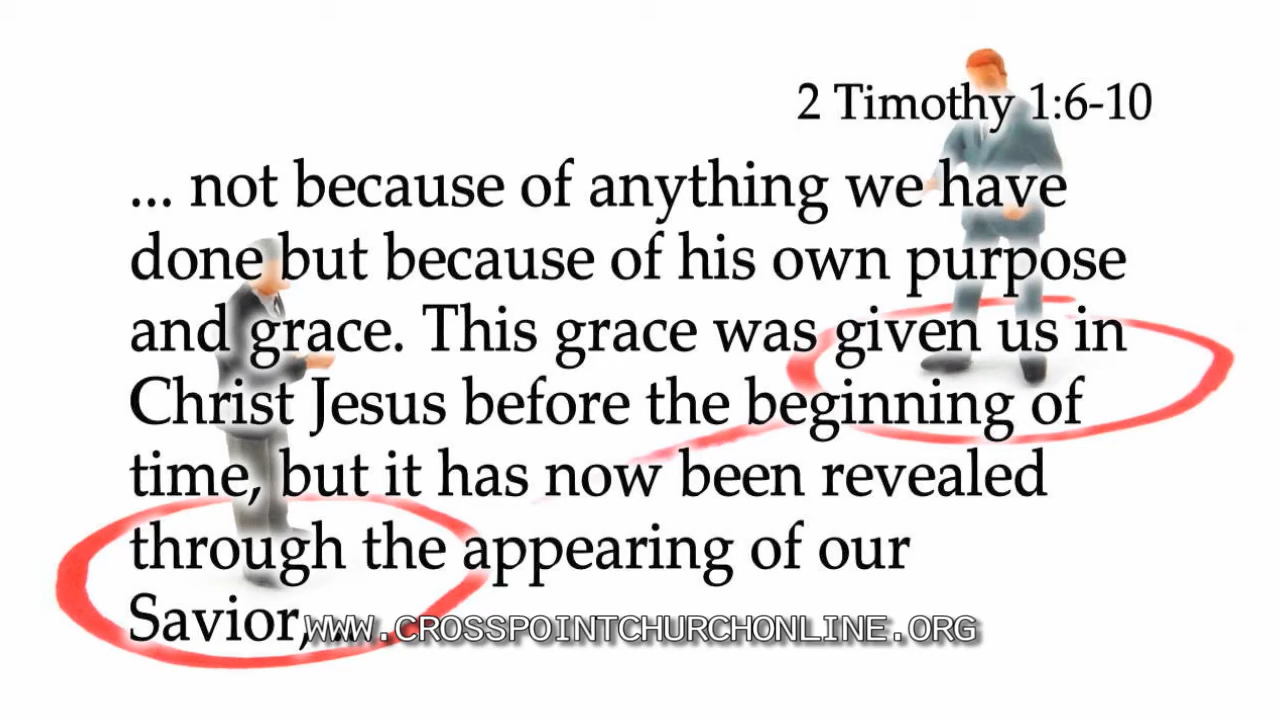 2 Timothy 1:6-10
... not because of anything we have
done but because of his own purpose
and grace. This grace was given us in
Christ Jesus before the beginning of
time, but it has now been revealed
through the appearing of our
Savior,...
WWW.CROSSPOINTCHURCHONLINE.ORG